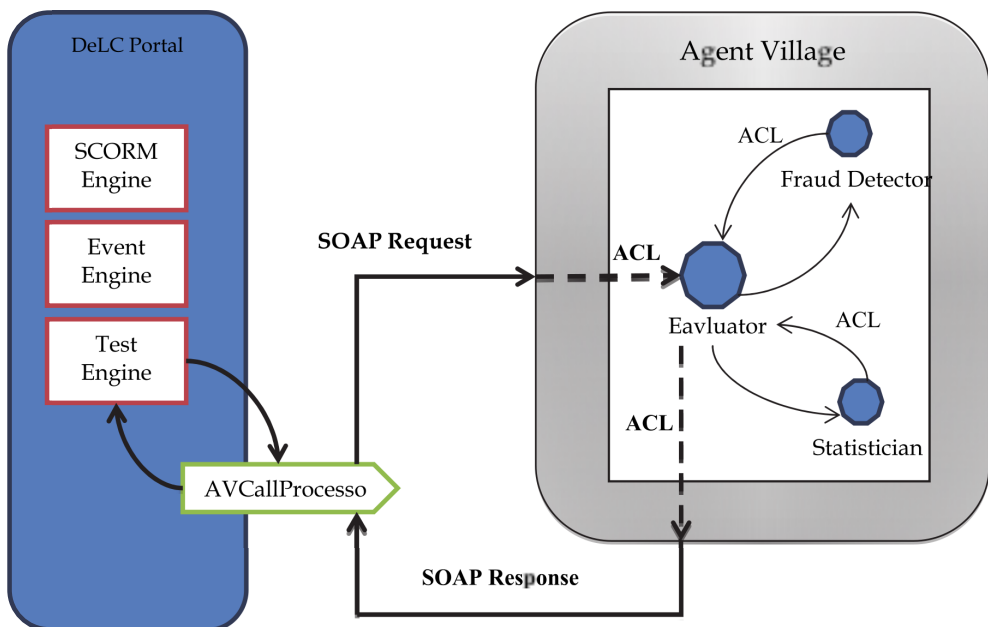 DeLC Portal
SCORM
Engine
Event
Engine
Test
Engine
AVCallProcesso
SOAP Request
SOAP Response
Agent Village
ACL
Fraud Detector
ACL
Eavluator
ACL
ACL
Statistician